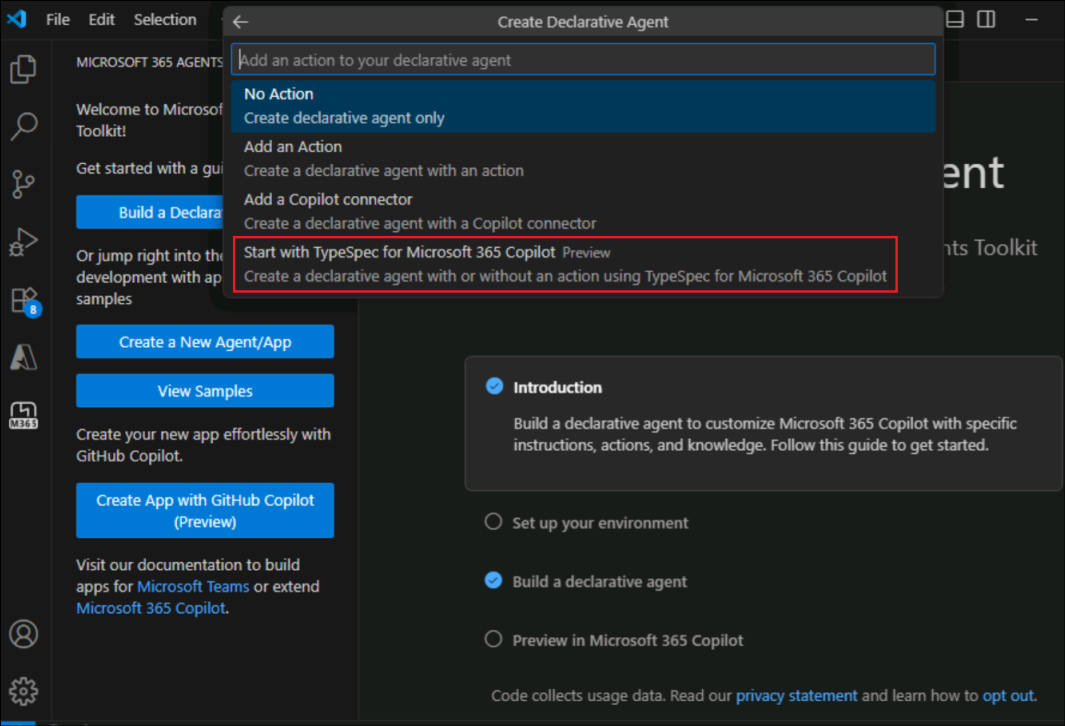 File Edit Selection
Create Declarative Agent
Add an action to your declarative agent
No Action
Create declarative agent only
Add an Action
Create a declarative agent with an action
Add a Copilot connector
Create a declarative agent with a Copilot connector
Start with TypeSpec for Microsoft 365 Copilot Preview
Create a declarative agent with or without an action using TypeSpec for Microsoft 365 Copilot
MICROSOFT 365 AGENTS
Welcome to Microsof
Toolkit!
Get started with a gui
Build a Declara
Or jump right into the
development with ap
samples
Create a New Agent/App
View Samples
Create your new app effortlessly with
GitHub Copilot.
Create App with GitHub Copilot
(Preview)
Visit our documentation to build
apps for Microsoft Teams or extend
Microsoft 365 Copilot.
8
M365
ent
nts Toolkit
Introduction
Build a declarative agent to customize Microsoft 365 Copilot with specific
instructions, actions, and knowledge. Follow this guide to get started.
Set up your environment
Build a declarative agent
Preview in Microsoft 365 Copilot
Code collects usage data. Read our privacy statement and learn how to opt out.